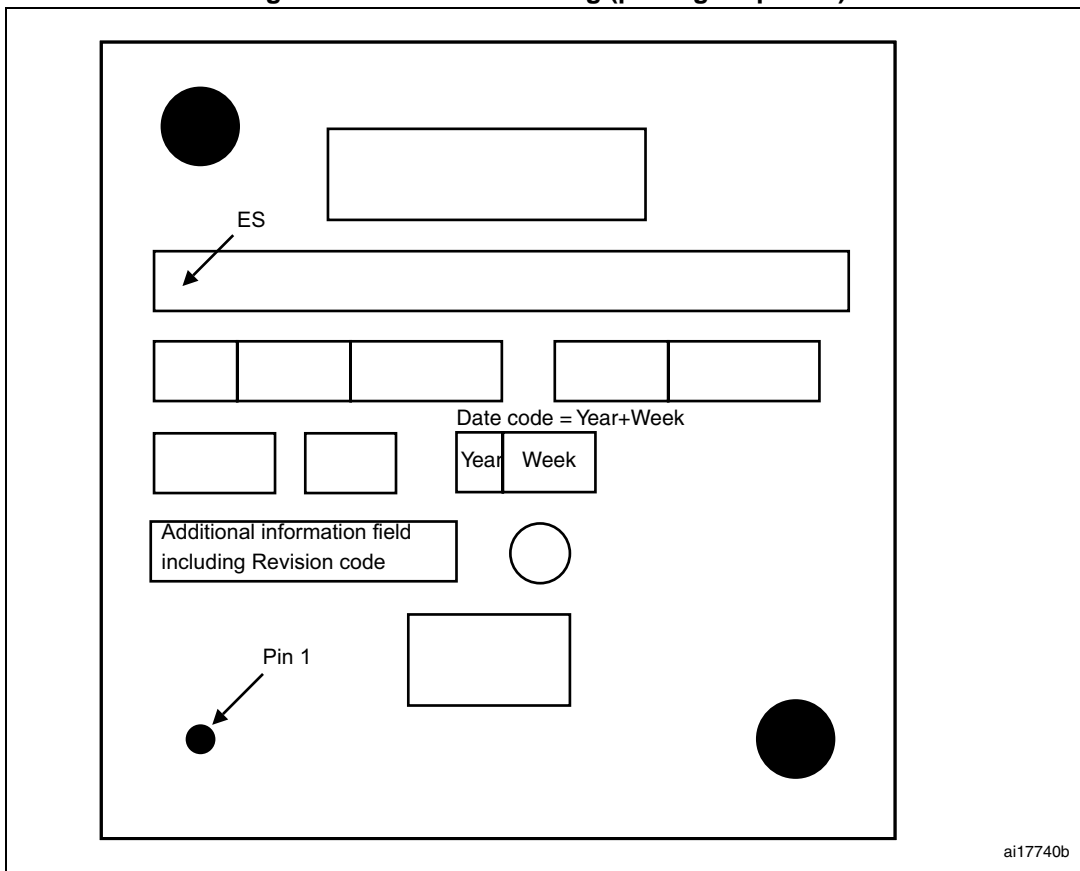 ES
Date code = Year+Week
Year Week
Additional information field
including Revision code
Pin 1
ai17740b